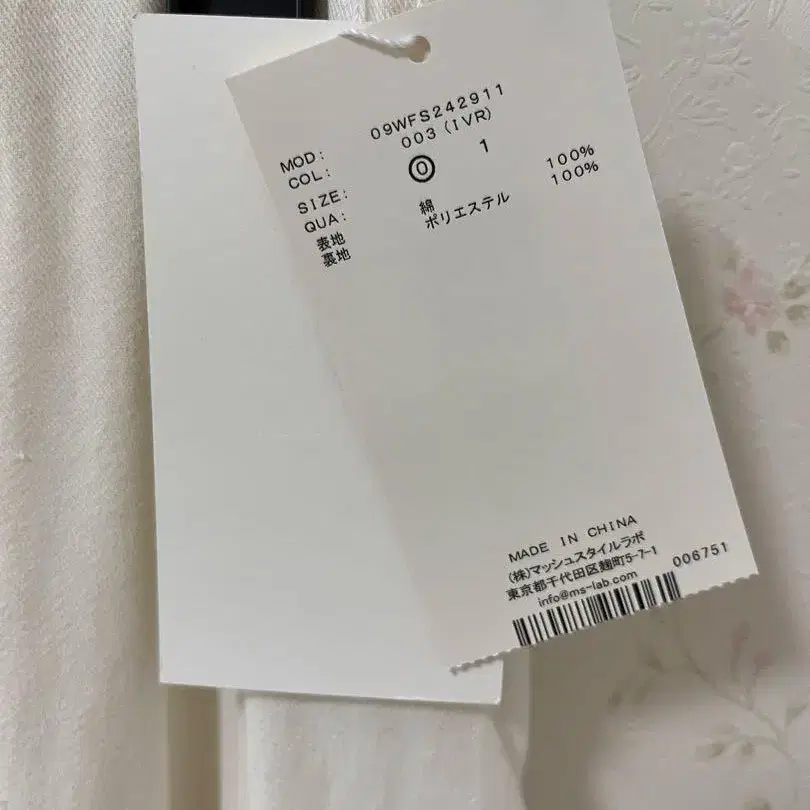 MOD: 09WFS242911
COL: 003(IVR)
SIZE: 0 1
QUA:
表地 綿 100%
裏地 ポリエステル 100%
MADE IN CHINA
(株)マッシュスタイルラボ
東京都千代田区麹町5-7-1 006751
info@ms-lab.com